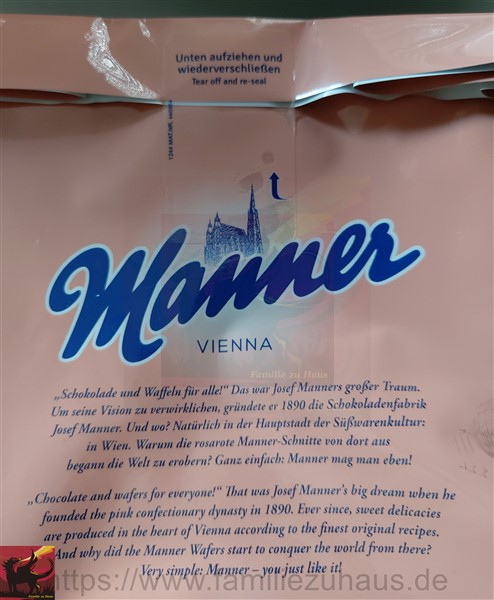 Unten aufziehen und
wiederverschließen
Tear off and re-seal
Manner
VIENNA
Familie zu Haus
„Schokolade und Waffeln für alle!“ Das war Josef Manners großer Traum.
Um seine Vision zu verwirklichen, gründete er 1890 die Schokoladenfabrik
Josef Manner. Und wo? Natürlich in der Hauptstadt der Süßwarenkultur:
in Wien. Warum die rosarote Manner-Schnitte von dort aus
begann die Welt zu erobern? Ganz einfach: Manner mag man eben!
„Chocolate and wafers for everyone!“ That was Josef Manner's big dream when he
founded the pink confectionary dynasty in 1890. Ever since, sweet delicacies
are produced in the heart of Vienna according to the finest original recipes.
And why did the Manner Wafers start to conquer the world from there?
Very simple: Manner – you just like it!
Familie zu Haus
https://www.familiezuhaus.de